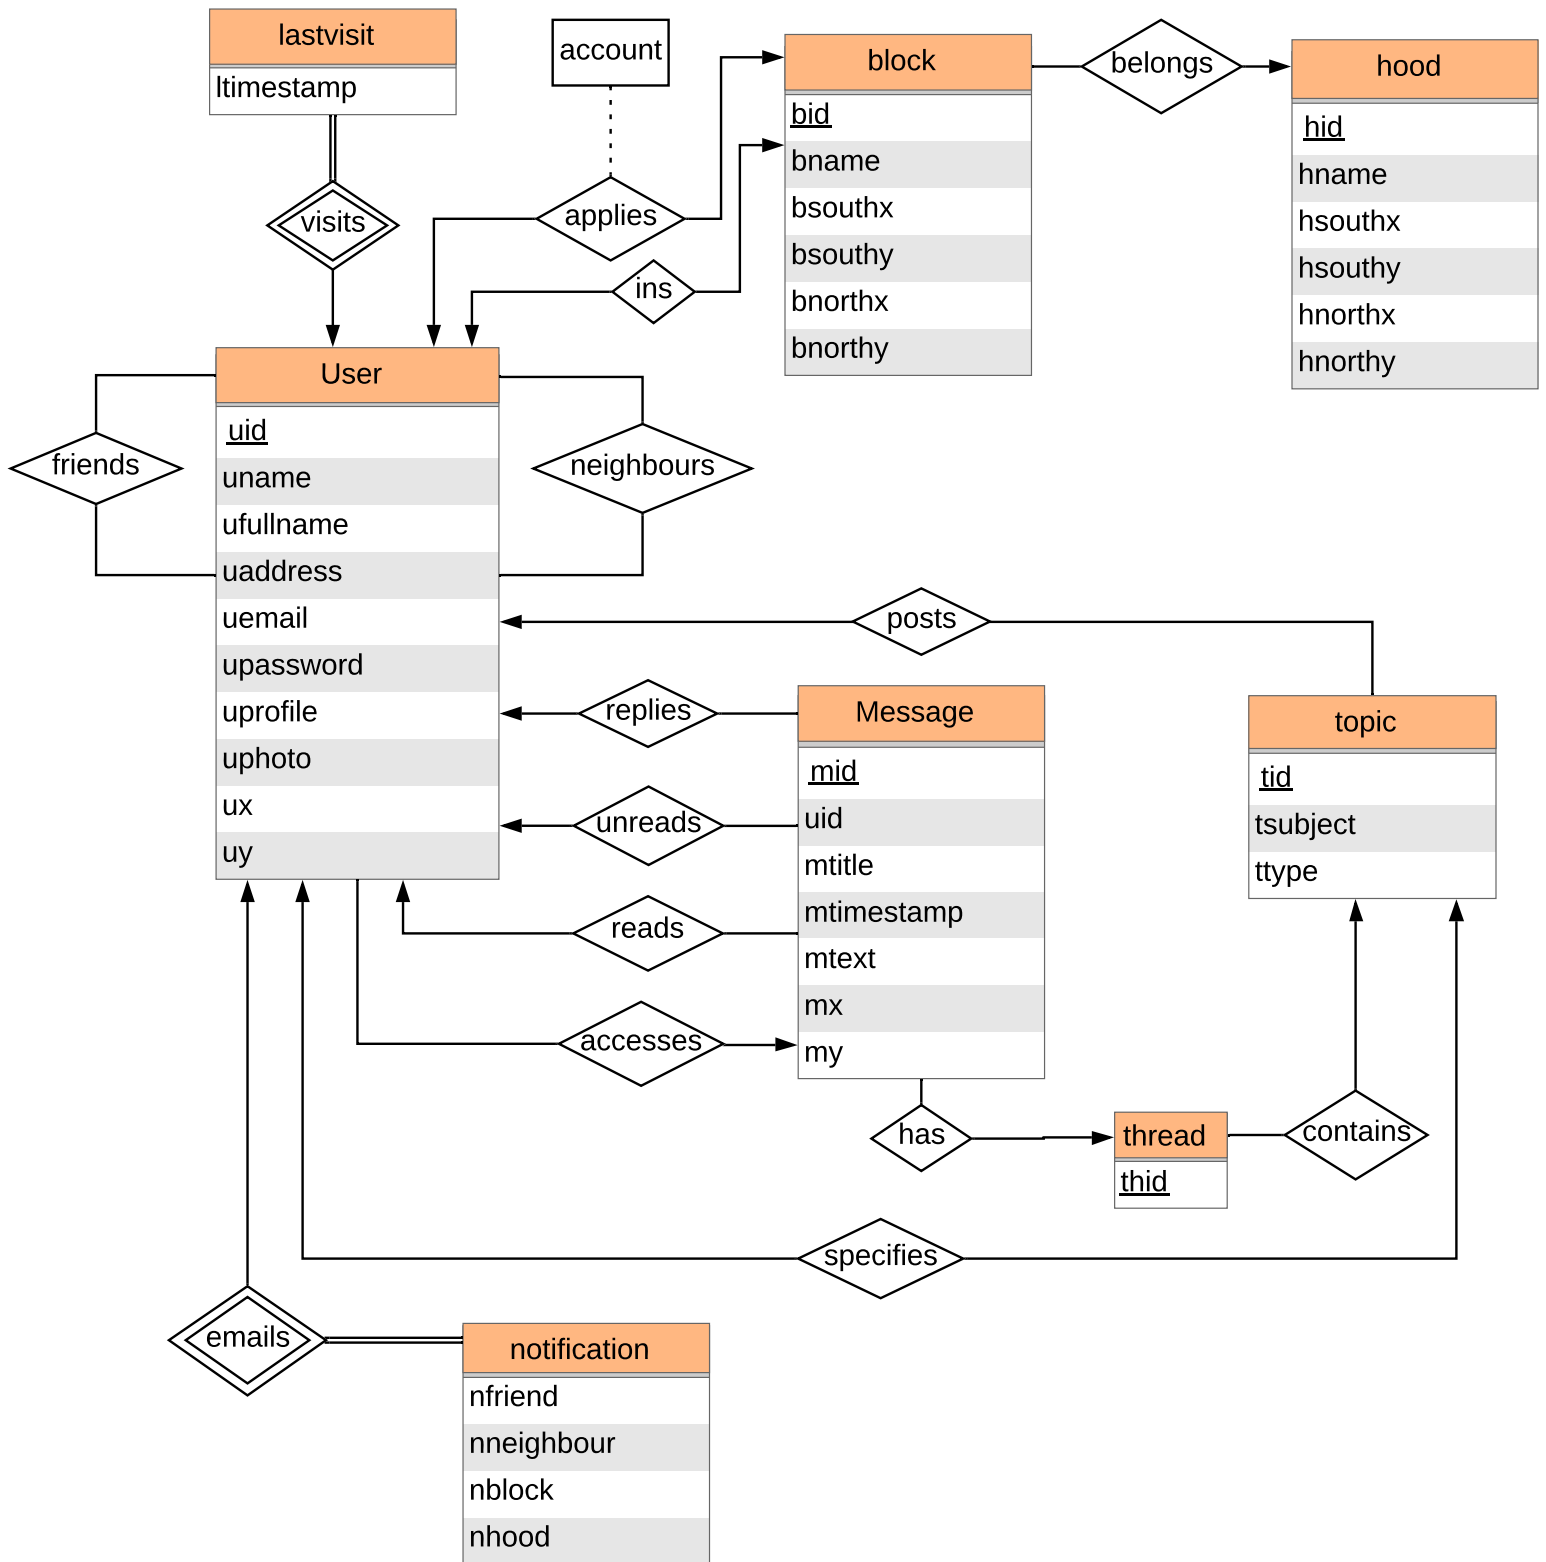 lastvisit
ltimestamp
account
block
bid
bname
bsouthx
bsouthy
bnorthx
bnorthy
belongs
hood
hid
hname
hsouthx
hsouthy
hnorthx
hnorthy
visits
applies
ins
User
uid
uname
ufullname
uaddress
uemail
upassword
uprofile
uphoto
ux
uy
friends
neighbours
posts
replies
unreads
reads
accesses
Message
mid
uid
mtitle
mtimestamp
mtext
mx
my
topic
tid
tsubject
ttype
has
thread
thid
contains
specifies
emails
notification
nfriend
nneighbour
nblock
nhood